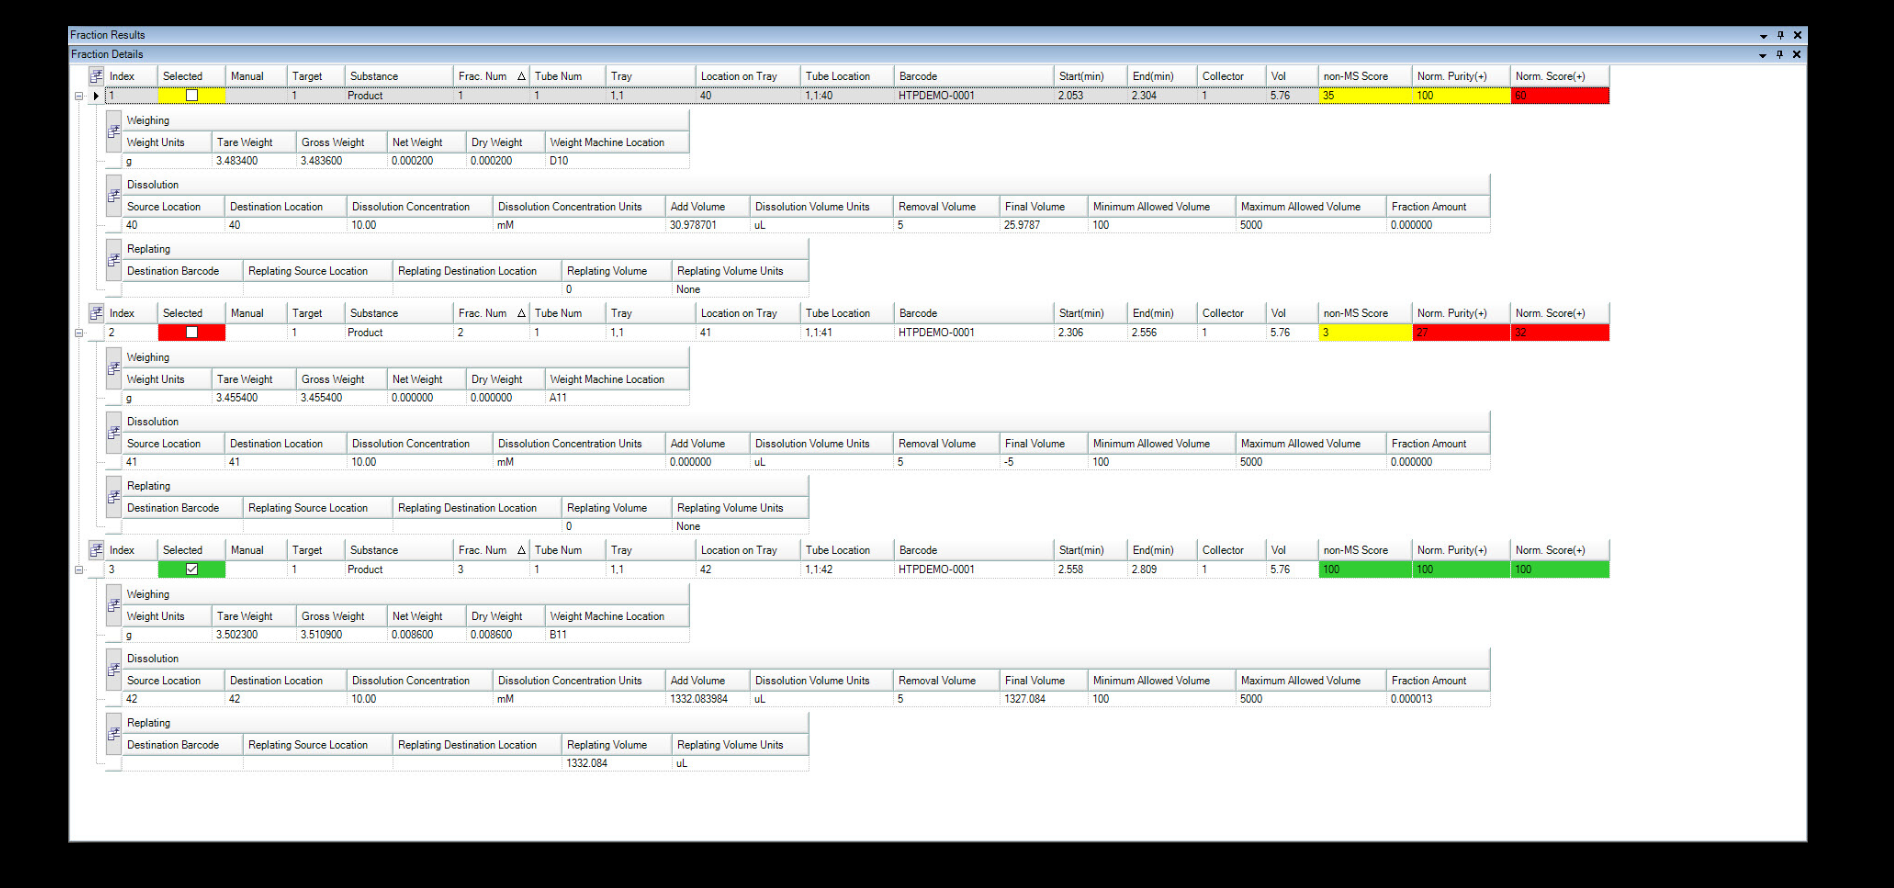 Fraction Results
Fraction Details
Index Selected Manual Target Substance Frac. Num Tube Num Tray Location on Tray Tube Location Barcode Start(min) End(min) Collector Vol non-MS Score Norm. Purity(+) Norm. Score(+)
1 1 Product 1 1 1,1 40 1,1:40 HTPDEMO-0001 2.053 2.304 1 5.76 35 100 60
Weighing
Weight Units Tare Weight Gross Weight Net Weight Dry Weight Weight Machine Location
g 3.483400 3.483600 0.000200 0.000200 D10
Dissolution
Source Location Destination Location Dissolution Concentration Dissolution Concentration Units Add Volume Dissolution Volume Units Removal Volume Final Volume Minimum Allowed Volume Maximum Allowed Volume Fraction Amount
40 40 10.00 mM 30.978701 uL 5 25.9787 100 5000 0.000000
Replating
Destination Barcode Replating Source Location Replating Destination Location Replating Volume Replating Volume Units
0 None
Index Selected Manual Target Substance Frac. Num Tube Num Tray Location on Tray Tube Location Barcode Start(min) End(min) Collector Vol non-MS Score Norm. Purity(+) Norm. Score(+)
2 1 Product 2 1 1,1 41 1,1:41 HTPDEMO-0001 2.306 2.556 1 5.76 3 27 32
Weighing
Weight Units Tare Weight Gross Weight Net Weight Dry Weight Weight Machine Location
g 3.455400 3.455400 0.000000 0.000000 A11
Dissolution
Source Location Destination Location Dissolution Concentration Dissolution Concentration Units Add Volume Dissolution Volume Units Removal Volume Final Volume Minimum Allowed Volume Maximum Allowed Volume Fraction Amount
41 41 10.00 mM 0.000000 uL 5 -5 100 5000 0.000000
Replating
Destination Barcode Replating Source Location Replating Destination Location Replating Volume Replating Volume Units
0 None
Index Selected Manual Target Substance Frac. Num Tube Num Tray Location on Tray Tube Location Barcode Start(min) End(min) Collector Vol non-MS Score Norm. Purity(+) Norm. Score(+)
3 1 Product 3 1 1,1 42 1,1:42 HTPDEMO-0001 2.558 2.809 1 5.76 100 100 100
Weighing
Weight Units Tare Weight Gross Weight Net Weight Dry Weight Weight Machine Location
g 3.502300 3.510900 0.008600 0.008600 B11
Dissolution
Source Location Destination Location Dissolution Concentration Dissolution Concentration Units Add Volume Dissolution Volume Units Removal Volume Final Volume Minimum Allowed Volume Maximum Allowed Volume Fraction Amount
42 42 10.00 mM 1332.083984 uL 5 1327.084 100 5000 0.000013
Replating
Destination Barcode Replating Source Location Replating Destination Location Replating Volume Replating Volume Units
1332.084 uL